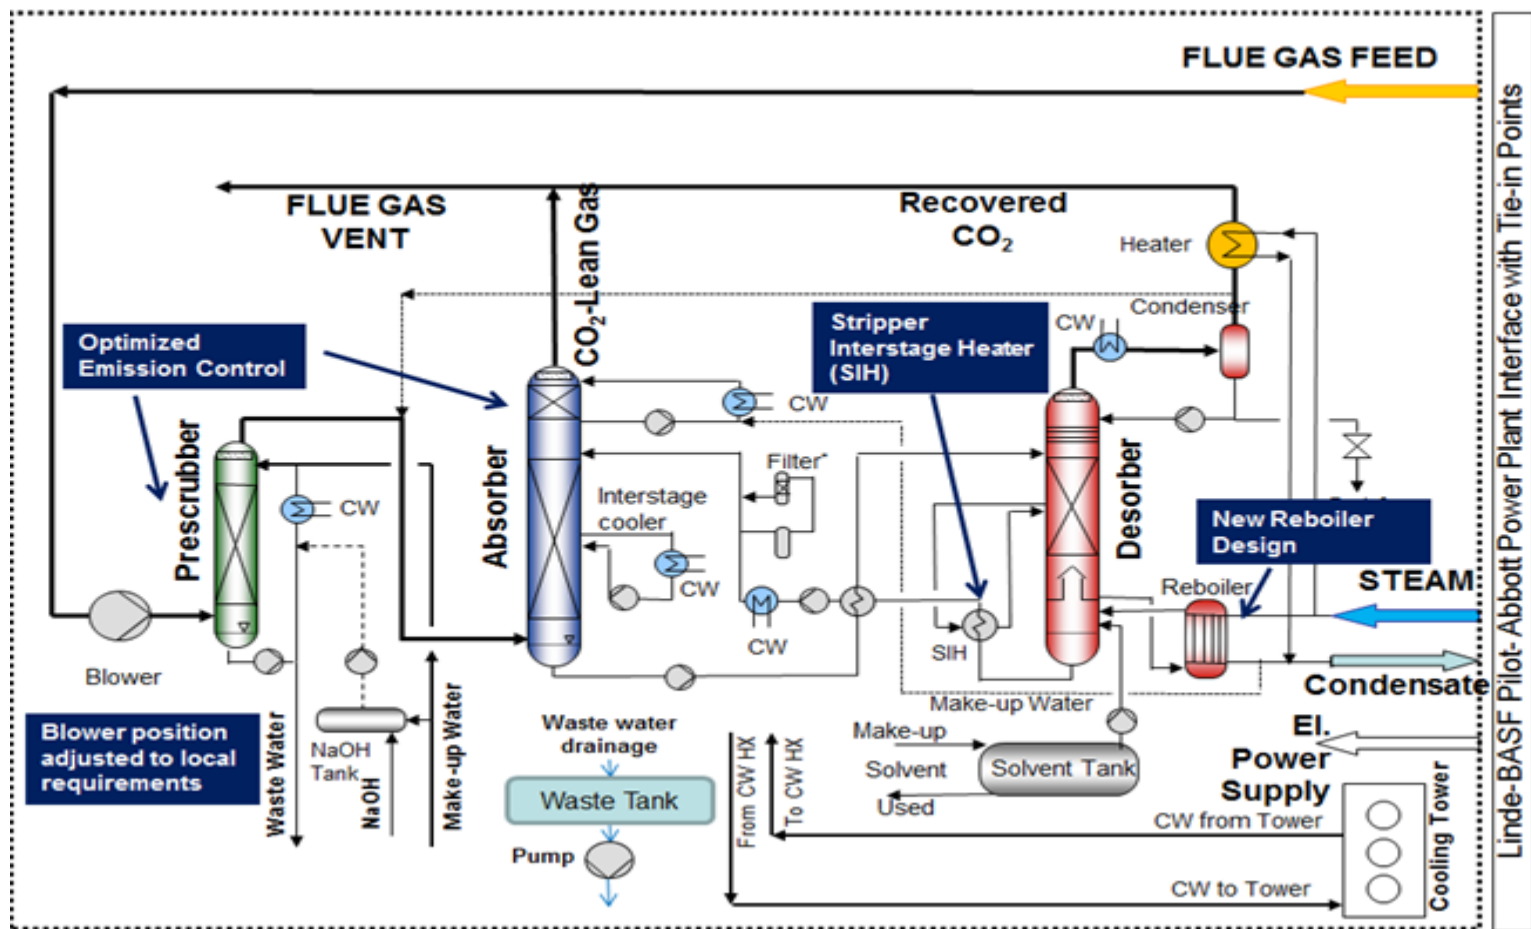 FLUE GAS FEED
Linde-BASF Pilot- Abbott Power Plant Interface with Tie-in Points
FLUE GAS
VENT
CO₂-Lean Gas
Recovered
CO₂
Heater
Condenser
CW
Optimized
Emission Control
Stripper
Interstage Heater
(SIH)
CW
Prescrubber
CW
Absorber
Interstage
cooler
CW
Filter*
CW
Desorber
New Reboiler
Design
Reboiler
STEAM
SIH
Blower
Condensate
Make-up Water
Blower position
adjusted to local
requirements
NaOH
Tank
Waste Water
NaOH
Make-up Water
Waste water
drainage
Waste Tank
Pump
From CW HX
To CW HX
Make-up
Solvent
Used
Solvent Tank
El.
Power
Supply
CW from Tower
CW to Tower
Cooling Tower